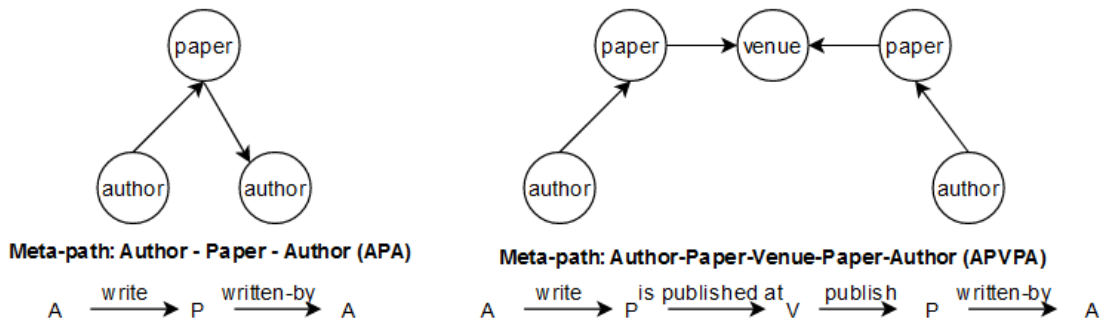 paper
author author
Meta-path: Author - Paper - Author (APA)
A write P written-by A
paper venue paper
author author
Meta-path: Author-Paper-Venue-Paper-Author (APVPA)
A write P is published at V publish P written-by A